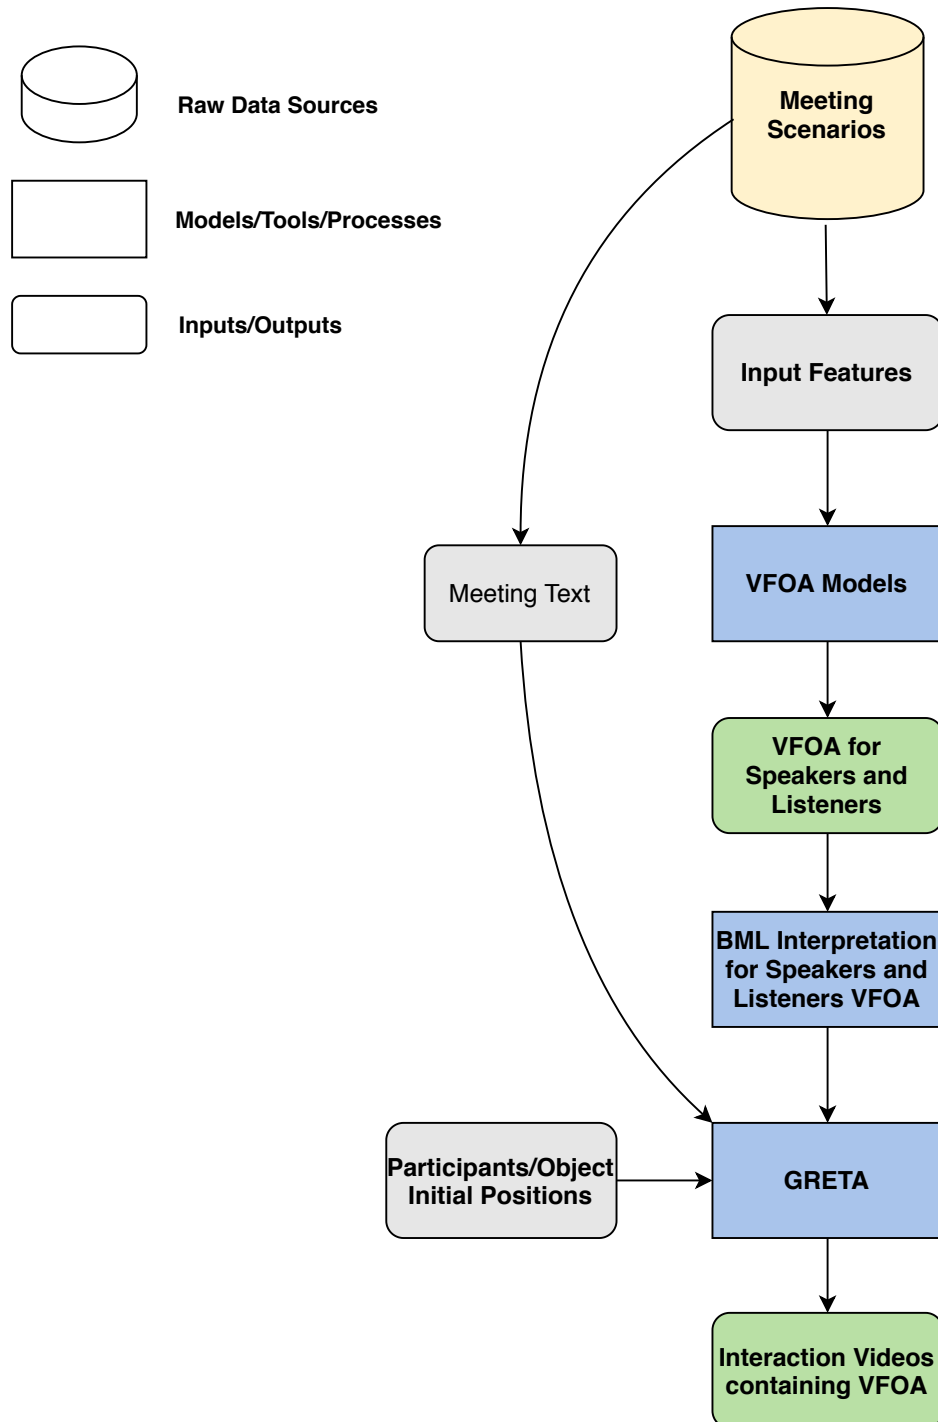 Raw Data Sources
Models/Tools/Processes
Inputs/Outputs
Meeting
Scenarios
Input Features
Meeting Text
VFOA Models
VFOA for
Speakers and
Listeners
BML Interpretation
for Speakers and
Listeners VFOA
Participants/Object
Initial Positions
GRETA
Interaction Videos
containing VFOA